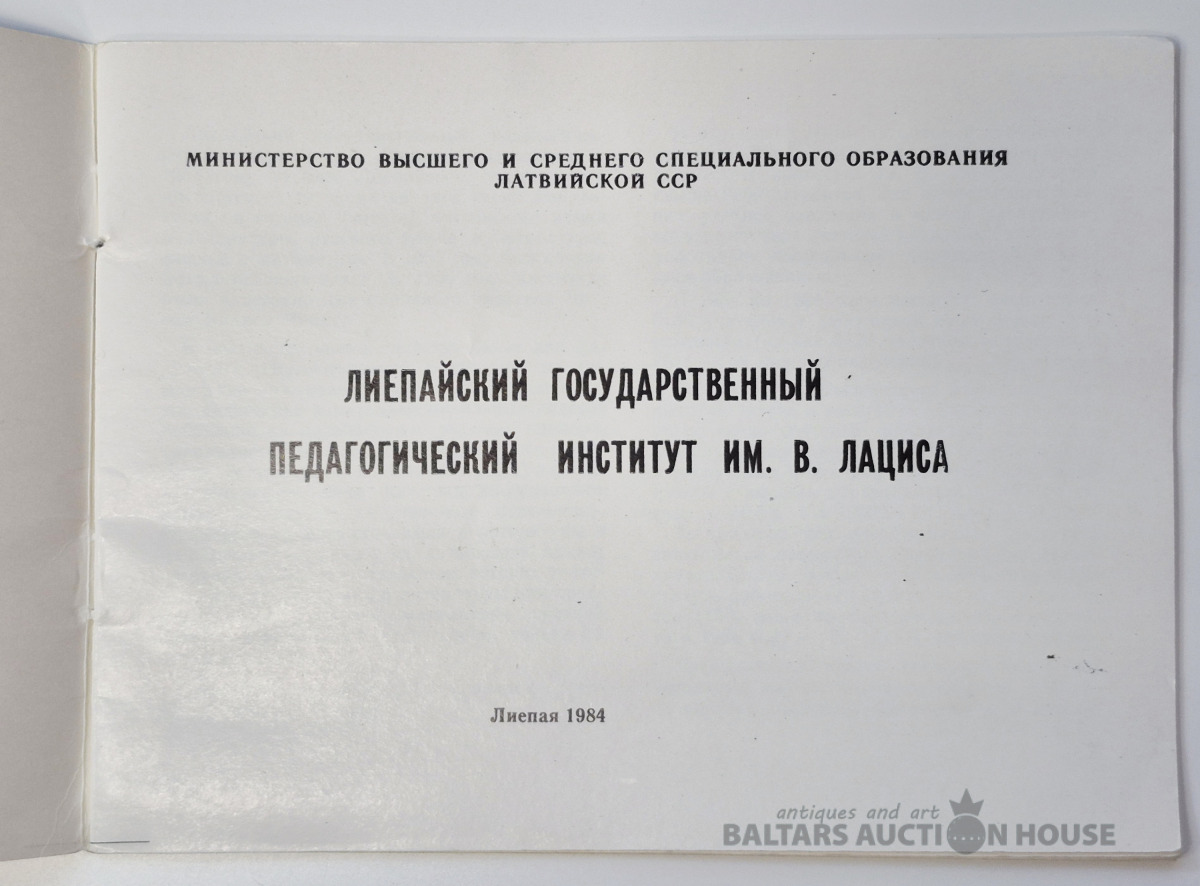 МИНИСТЕРСТВО ВЫСШЕГО И СРЕДНЕГО СПЕЦИАЛЬНОГО ОБРАЗОВАНИЯ
ЛАТВИЙСКОЙ ССР
ЛИЕПАЙСКИЙ ГОСУДАРСТВЕННЫЙ
ПЕДАГОГИЧЕСКИЙ ИНСТИТУТ ИМ. В. ЛАЦИСА
Лиепая 1984
antiques and art
BALTARS AUCTION HOUSE